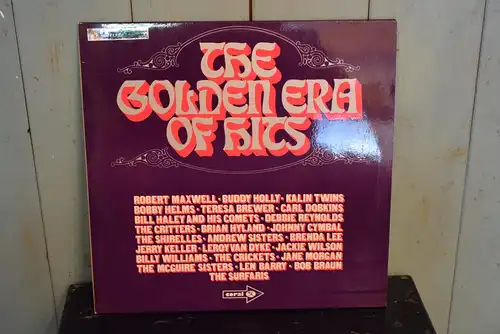 THE
GOLDEN ERA
OF HITS
ROBERT MAXWELL · BUDDY HOLLY · KALIN TWINS
BOBBY HELMS · TERESA BREWER · CARL DOBKINS
BILL HALEY AND HIS COMETS · DEBBIE REYNOLDS
THE CRITTERS · BRIAN HYLAND · JOHNNY CYMBAL
THE SHIRELLES · ANDREW SISTERS · BRENDA LEE
JERRY KELLER · LEROY VAN DYKE · JACKIE WILSON
BILLY WILLIAMS · THE CRICKETS · JANE MORGAN
THE MCGUIRE SISTERS · LEN BARRY · BOB BRAUN
THE SURFARIS
coral